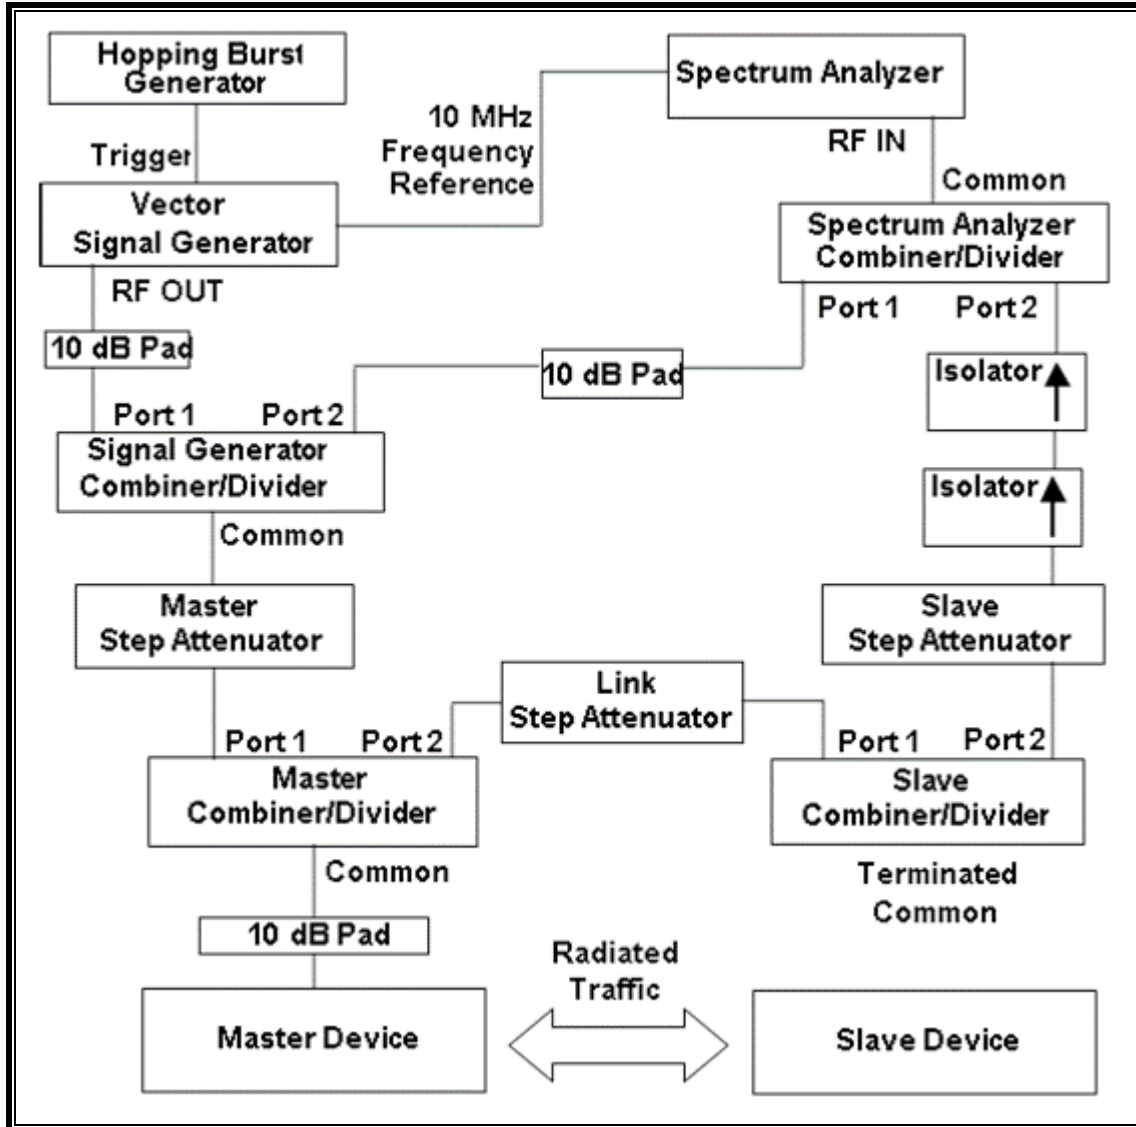 Hopping Burst
Generator
Spectrum Analyzer
10 MHz
Frequency
Reference
RF IN
Trigger
Common
Vector
Signal Generator
Spectrum Analyzer
Combiner/Divider
RF OUT
Port 1
Port 2
10 dB Pad
10 dB Pad
Isolator
Port 1
Port 2
Signal Generator
Combiner/Divider
Isolator
Common
Master
Step Attenuator
Slave
Step Attenuator
Link
Step Attenuator
Port 1
Port 2
Port 1
Port 2
Master
Combiner/Divider
Slave
Combiner/Divider
Common
Terminated
Common
10 dB Pad
Radiated
Traffic
Master Device
Slave Device